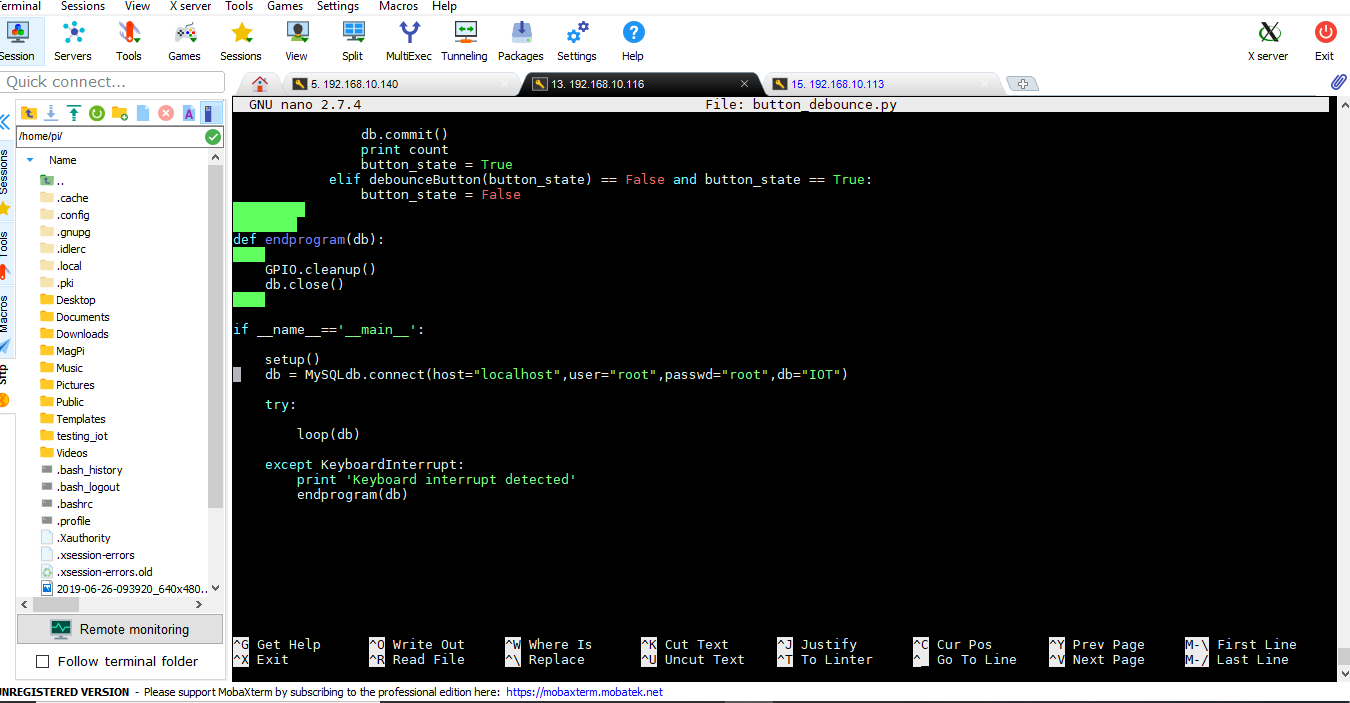 Terminal Sessions View X server Tools Games Settings Macros Help
Session Servers Tools Games Sessions View Split MultiExec Tunneling Packages Settings Help X server Exit
Quick connect...
5. 192.168.10.140
13. 192.168.10.116
15. 192.168.10.113
/home/pi/
Name
..
.cache
.config
.gnupg
.idlerc
.local
.pki
Desktop
Documents
Downloads
MagPi
Music
Pictures
Public
Templates
testing_iot
Videos
.bash_history
.bash_logout
.bashrc
.profile
.Xauthority
.xsession-errors
.xsession-errors.old
2019-06-26-093920_640x480..
Remote monitoring
Follow terminal folder
Sessions
Tools
Macros
Sftp
GNU nano 2.7.4 File: button_debounce.py
db.commit()
print count
button_state = True
elif debounceButton(button_state) == False and button_state == True:
button_state = False
def endprogram(db):
GPIO.cleanup()
db.close()
if __name__=='__main__':
setup()
db = MySQLdb.connect(host="localhost",user="root",passwd="root",db="IOT")
try:
loop(db)
except KeyboardInterrupt:
print 'Keyboard interrupt detected'
endprogram(db)
^G Get Help ^O Write Out ^W Where Is ^K Cut Text ^J Justify ^C Cur Pos ^Y Prev Page M-\ First Line
^X Exit ^R Read File ^\ Replace ^U Uncut Text ^T To Linter ^_ Go To Line ^V Next Page M-/ Last Line
UNREGISTERED VERSION - Please support MobaXterm by subscribing to the professional edition here: https://mobaxterm.mobatek.net